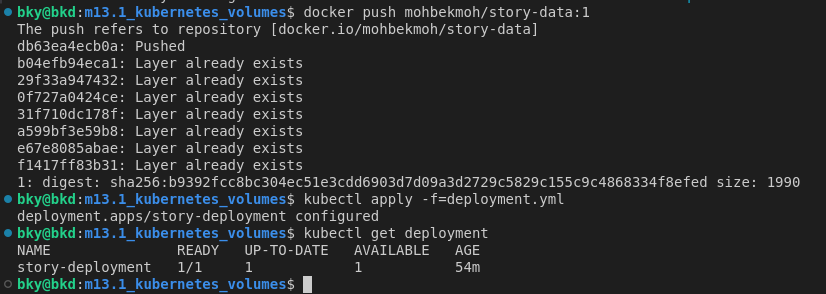 bky@bkd:m13.1_kubernetes_volumes$ docker push mohbekmoh/story-data:1
The push refers to repository [docker.io/mohbekmoh/story-data]
db63ea4ecb0a: Pushed
b04efb94eca1: Layer already exists
29f33a947432: Layer already exists
0f727a0424ce: Layer already exists
31f710dc178f: Layer already exists
a599bf3e59b8: Layer already exists
e67e8085abae: Layer already exists
f1417ff83b31: Layer already exists
1: digest: sha256:b9392fcc8bc304ec51e3cdd6903d7d09a3d2729c5829c155c9c4868334f8efed size: 1990
bky@bkd:m13.1_kubernetes_volumes$ kubectl apply -f=deployment.yml
deployment.apps/story-deployment configured
bky@bkd:m13.1_kubernetes_volumes$ kubectl get deployment
NAME               READY   UP-TO-DATE   AVAILABLE   AGE
story-deployment   1/1     1            1           54m
bky@bkd:m13.1_kubernetes_volumes$